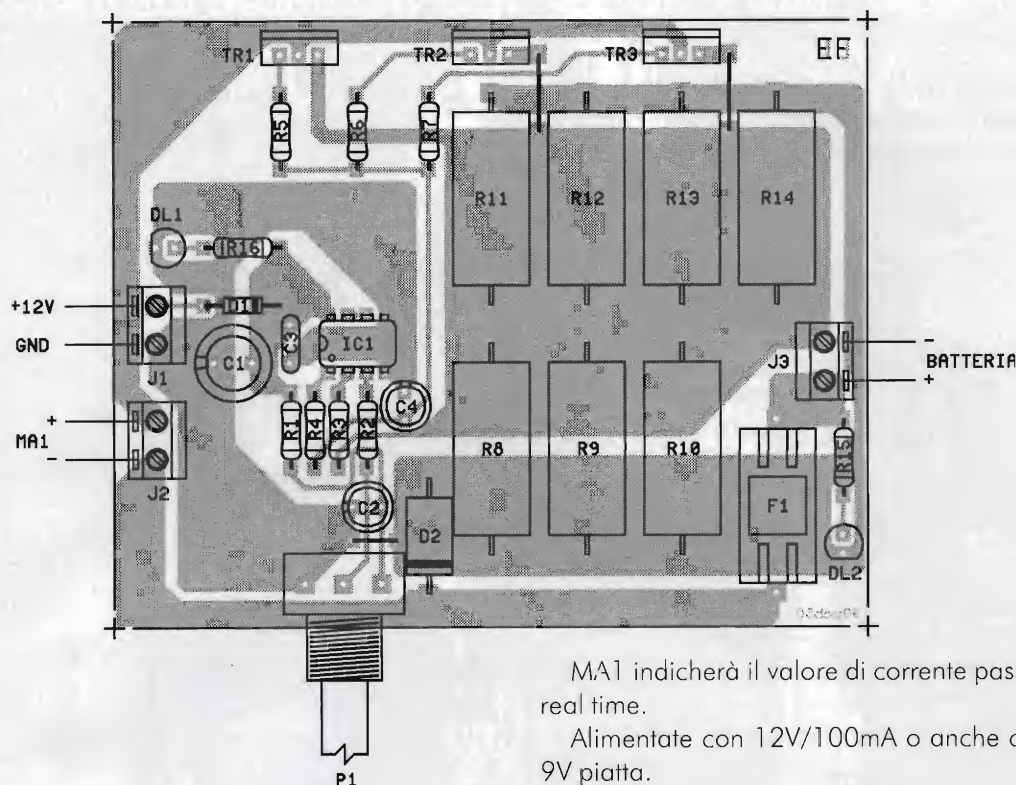 TR1 TR2 TR3 EE
R5 R6 R7
R11 R12 R13 R14
DL1
R16
+12V D1
GND C3 IC1
C1 J3 - BATTERIA
J1 +
+ C4
MA1 R1 R4 R3 R2
- R8 R9 R10 R15
J2
C2 F1
D2
DL2
P1
MA1 indicherà il valore di corrente pas
real time.
Alimentate con 12V/100mA o anche
9V piatta.